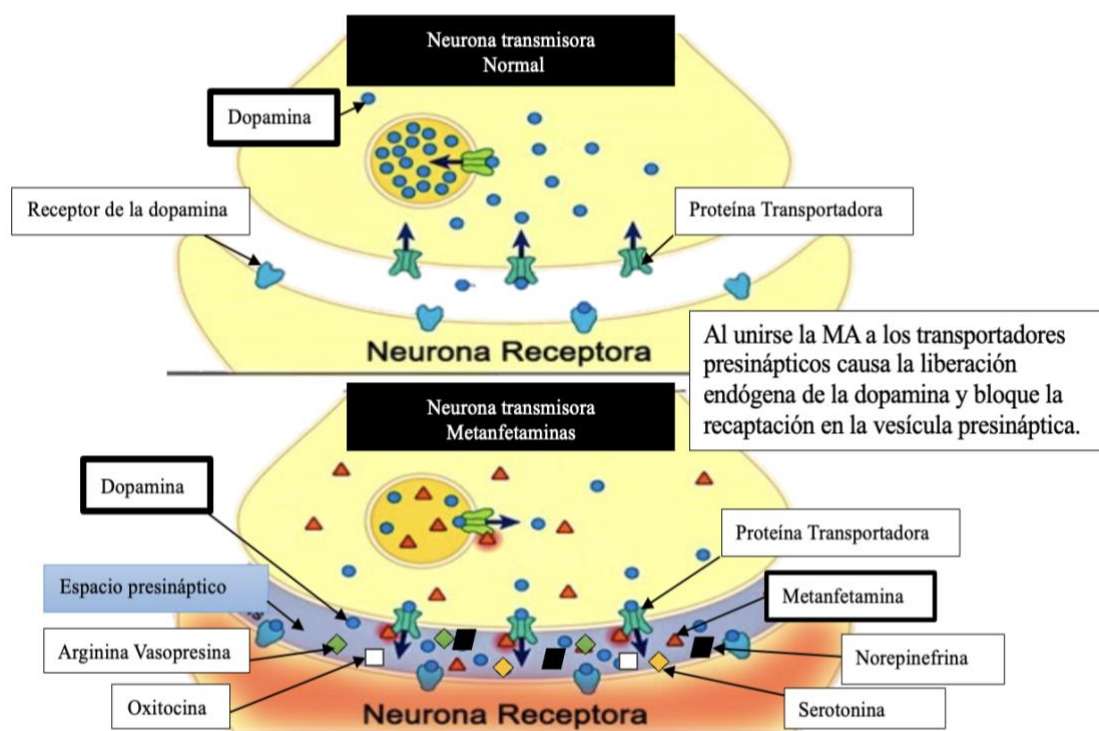 Neurona transmisora
Normal
Dopamina
Receptor de la dopamina
Proteína Transportadora
Neurona Receptora
Al unirse la MA a los transportadores
presinápticos causa la liberación
endógena de la dopamina y bloque la
recaptación en la vesícula presináptica.
Neurona transmisora
Metanfetaminas
Dopamina
Proteína Transportadora
Espacio presináptico
Metanfetamina
Arginina Vasopresina
Norepinefrina
Oxitocina
Serotonina
Neurona Receptora